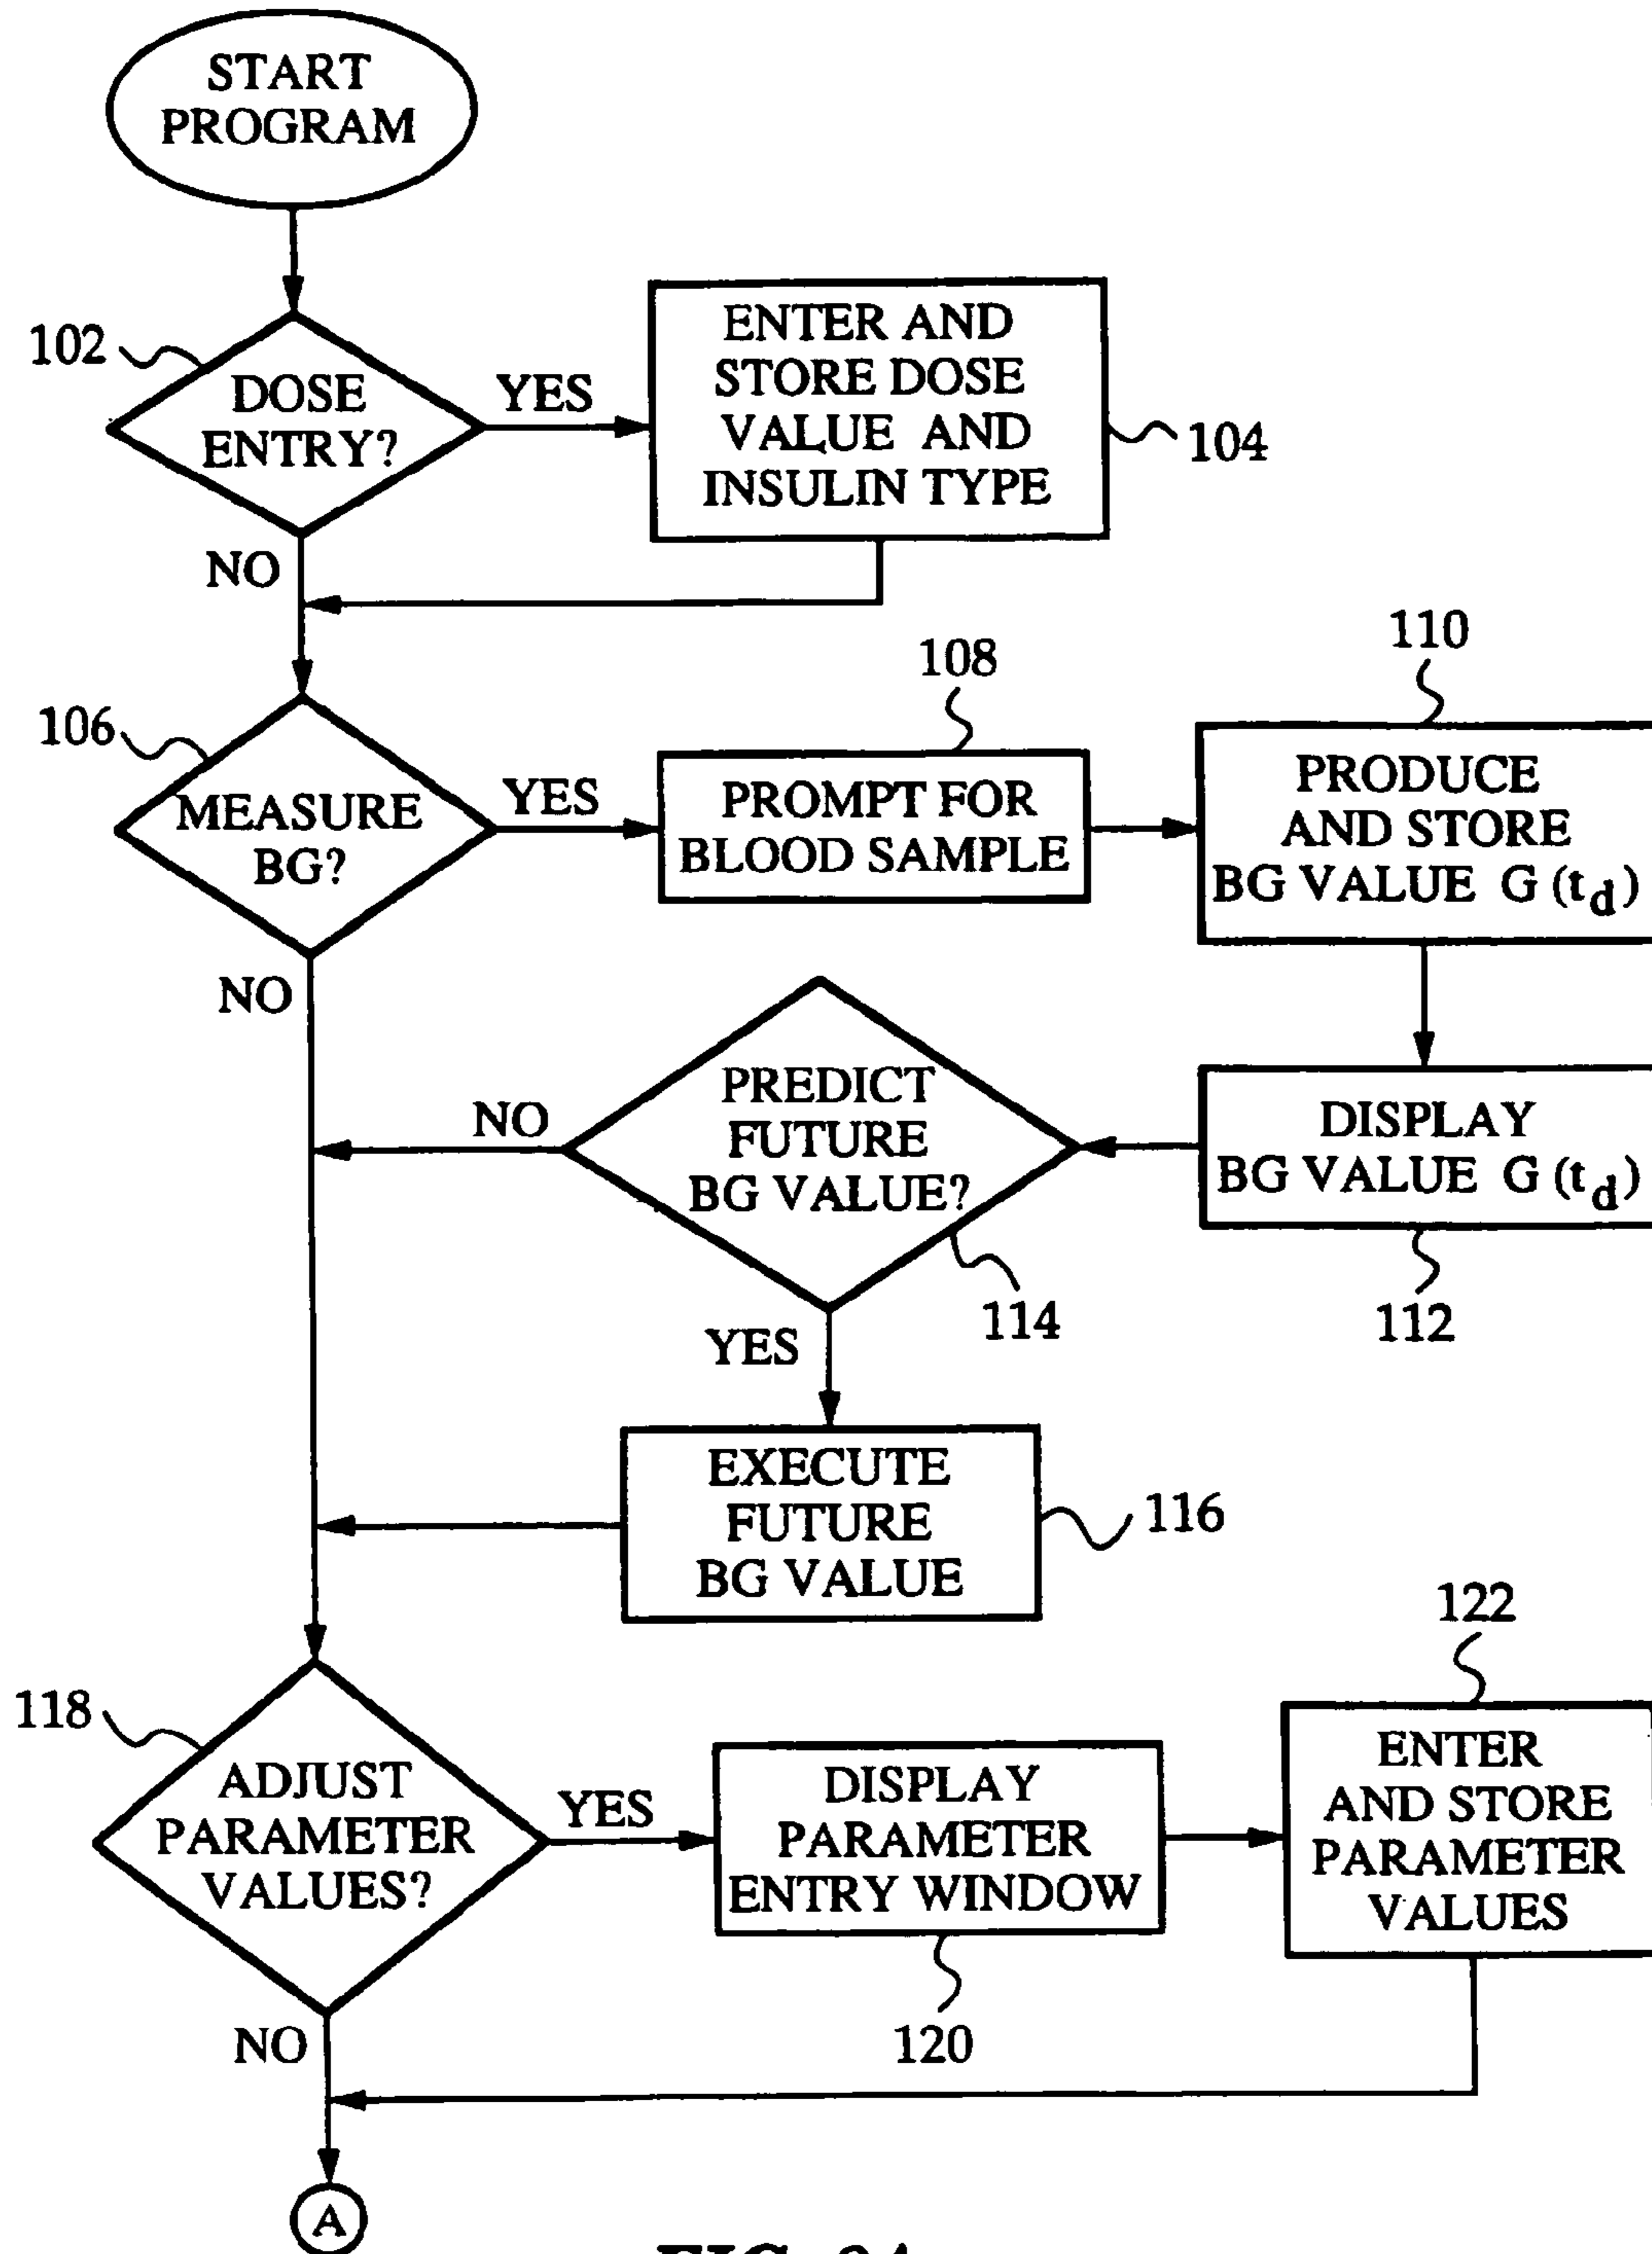 START
PROGRAM
102
DOSE
ENTRY?
YES
ENTER AND
STORE DOSE
VALUE AND
INSULIN TYPE
104
NO
106
MEASURE
BG?
YES
108
PROMPT FOR
BLOOD SAMPLE
110
PRODUCE
AND STORE
BG VALUE G (td)
NO
DISPLAY
BG VALUE G (td)
112
PREDICT
FUTURE
BG VALUE?
114
NO
YES
EXECUTE
FUTURE
BG VALUE
116
118
ADJUST
PARAMETER
VALUES?
YES
DISPLAY
PARAMETER
ENTRY WINDOW
120
122
ENTER
AND STORE
PARAMETER
VALUES
NO
A